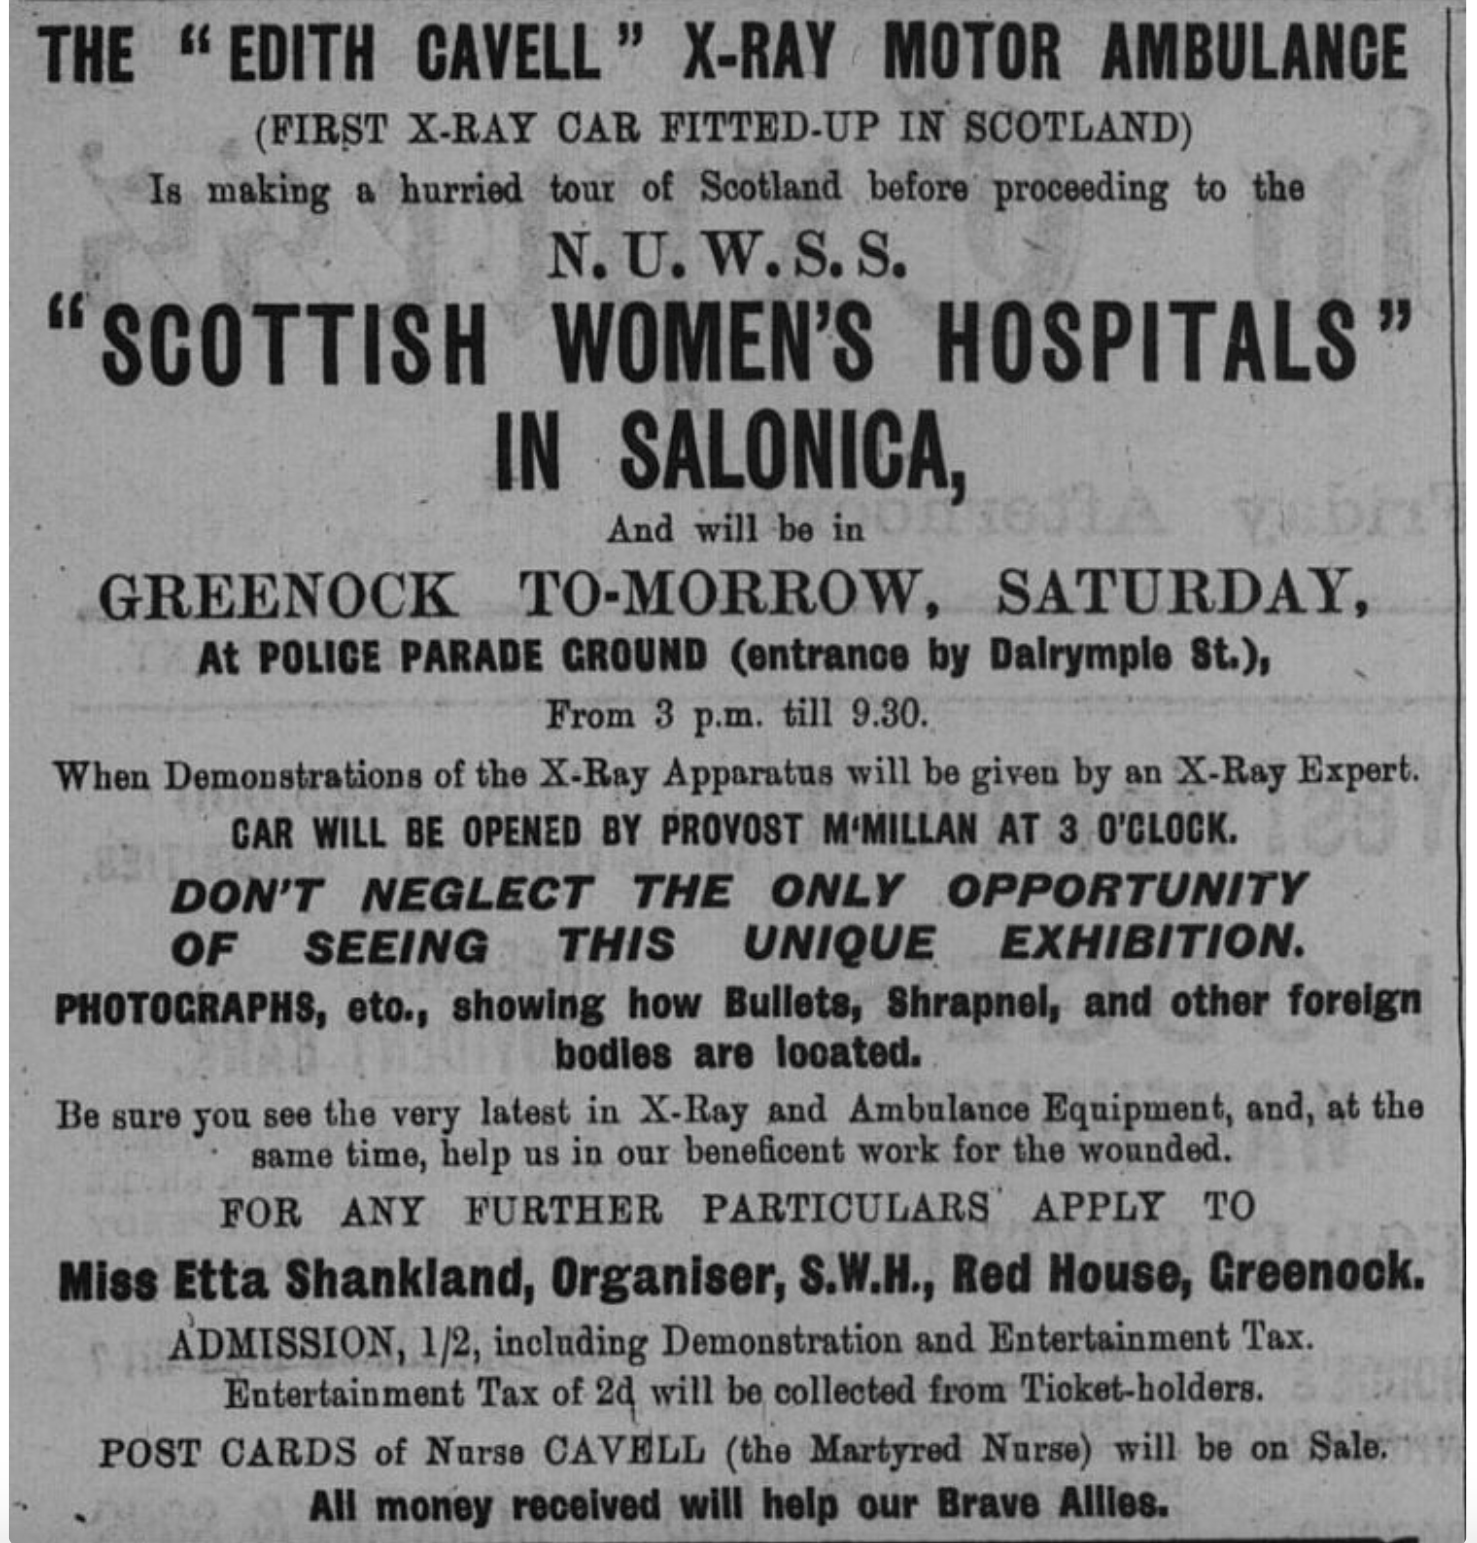 THE "EDITH CAVELL" X-RAY MOTOR AMBULANCE
(FIRST X-RAY CAR FITTED-UP IN SCOTLAND)
Is making a hurried tour of Scotland before proceeding to the
N. U. W. S. S.
"SCOTTISH WOMEN'S HOSPITALS"
IN SALONICA,
And will be in
GREENOCK TO-MORROW, SATURDAY,
At POLICE PARADE GROUND (entrance by Dalrymple St.),
From 3 p.m. till 9.30.
When Demonstrations of the X-Ray Apparatus will be given by an X-Ray Expert.
CAR WILL BE OPENED BY PROVOST M'MILLAN AT 3 O'CLOCK.
DON'T NEGLECT THE ONLY OPPORTUNITY
OF SEEING THIS UNIQUE EXHIBITION.
PHOTOGRAPHS, etc., showing how Bullets, Shrapnel, and other foreign
bodies are located.
Be sure you see the very latest in X-Ray and Ambulance Equipment, and, at the
same time, help us in our beneficent work for the wounded.
FOR ANY FURTHER PARTICULARS APPLY TO
Miss Etta Shankland, Organiser, S.W.H., Red House, Greenock.
ADMISSION, 1/2, including Demonstration and Entertainment Tax.
Entertainment Tax of 2d will be collected from Ticket-holders.
POST CARDS of Nurse CAVELL (the Martyred Nurse) will be on Sale.
All money received will help our Brave Allies.